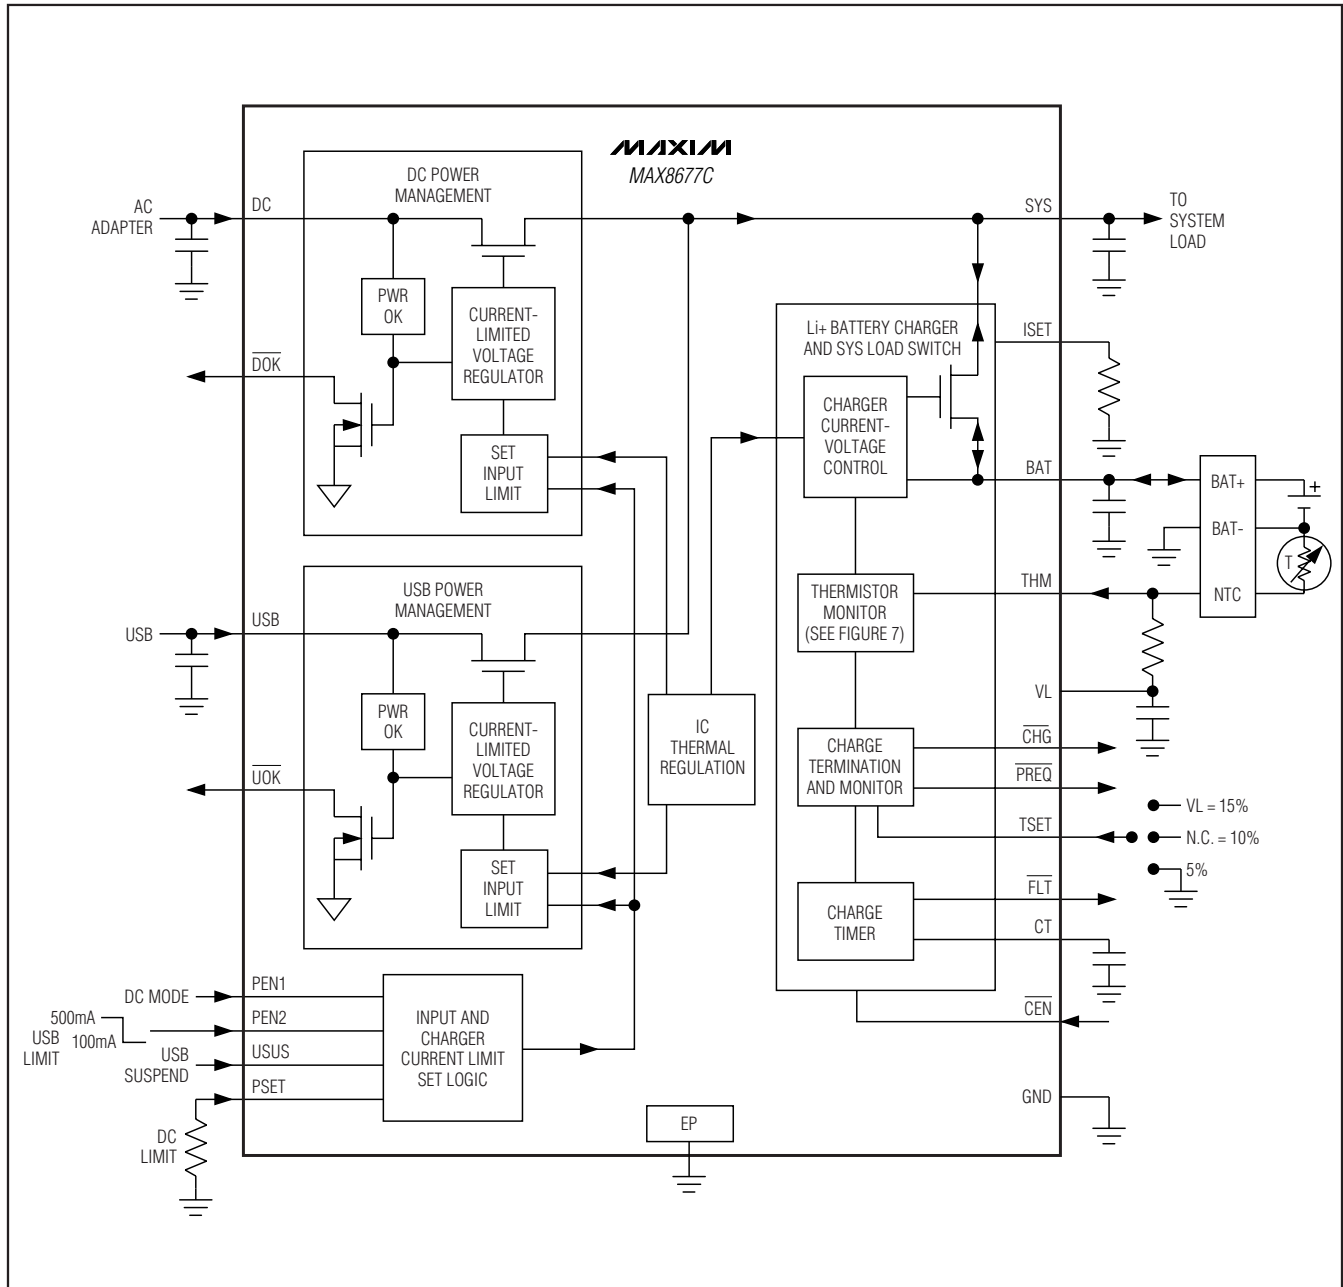 MAXIM
MAX8677C
DC POWER
MANAGEMENT
AC
ADAPTER
DC
PWR
OK
CURRENT-
LIMITED
VOLTAGE
REGULATOR
DOK
SET
INPUT
LIMIT
USB POWER
MANAGEMENT
USB
USB
PWR
OK
CURRENT-
LIMITED
VOLTAGE
REGULATOR
UOK
SET
INPUT
LIMIT
IC
THERMAL
REGULATION
DC MODE
PEN1
500mA
USB
LIMIT
100mA
PEN2
USB
SUSPEND
USUS
PSET
DC
LIMIT
INPUT AND
CHARGER
CURRENT LIMIT
SET LOGIC
EP
SYS
TO
SYSTEM
LOAD
Li+ BATTERY CHARGER
AND SYS LOAD SWITCH
ISET
CHARGER
CURRENT-
VOLTAGE
CONTROL
BAT
BAT+
+
BAT-
T
NTC
THM
THERMISTOR
MONITOR
(SEE FIGURE 7)
VL
CHARGE
TERMINATION
AND MONITOR
CHG
PREQ
TSET
VL = 15%
N.C. = 10%
5%
CHARGE
TIMER
FLT
CT
CEN
GND